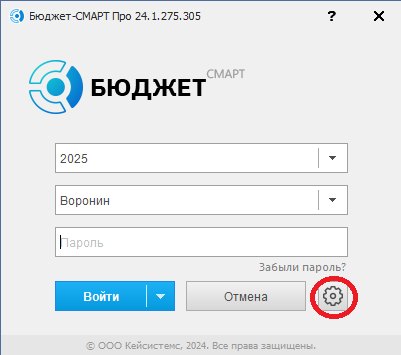 Бюджет-СМАРТ Про 24.1.275.305 ?
БЮДЖЕТ СМАРТ
2025
Воронин
Пароль
Забыли пароль?
Войти Отмена
© ООО Кейсистемс, 2024. Все права защищены.